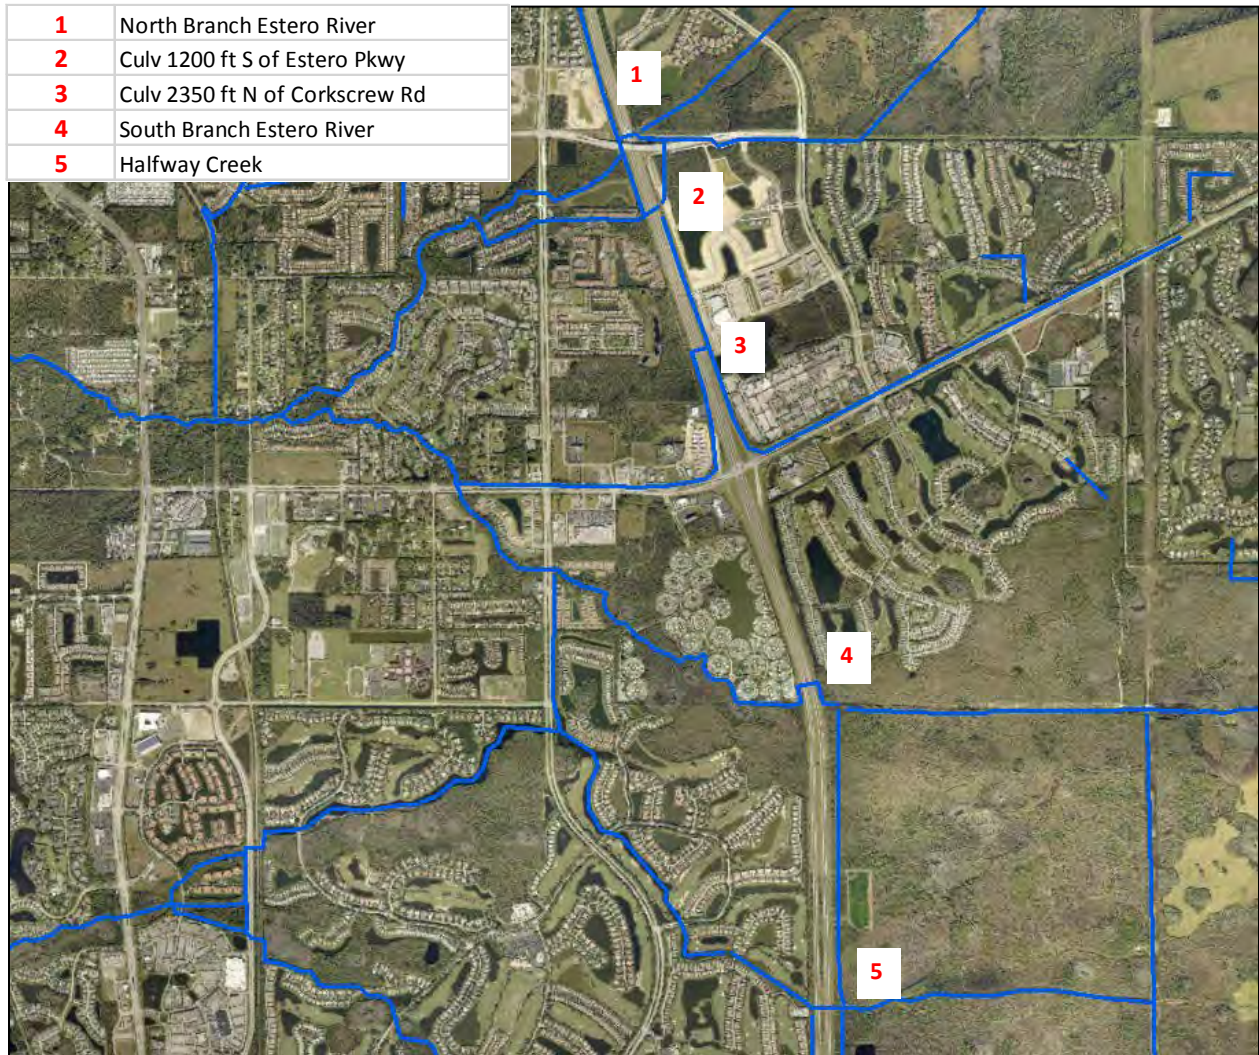 1 North Branch Estero River
2 Culv 1200 ft S of Estero Pkwy
3 Culv 2350 ft N of Corkscrew Rd
4 South Branch Estero River
5 Halfway Creek
1
2
3
4
5